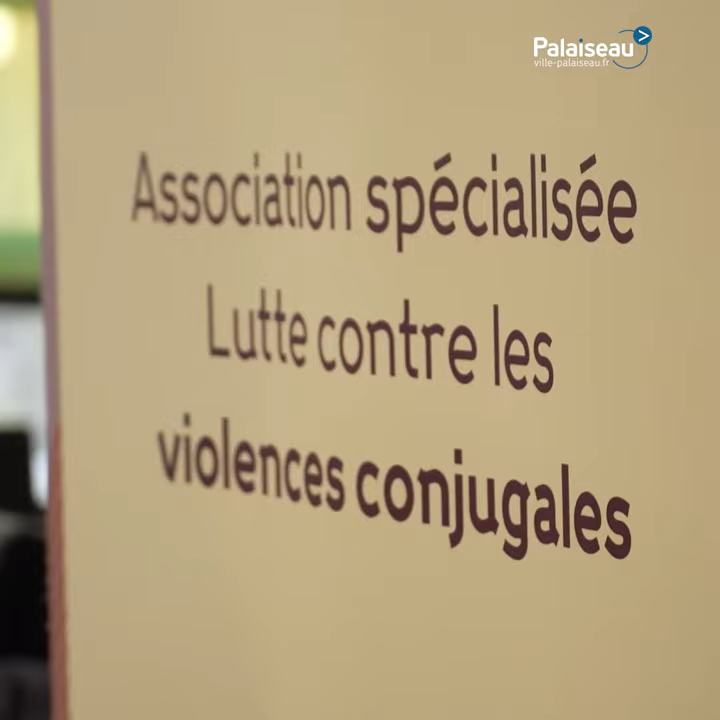 Palaiseau
ville-palaiseau.fr
Association spécialisée
Lutte contre les
violences conjugales